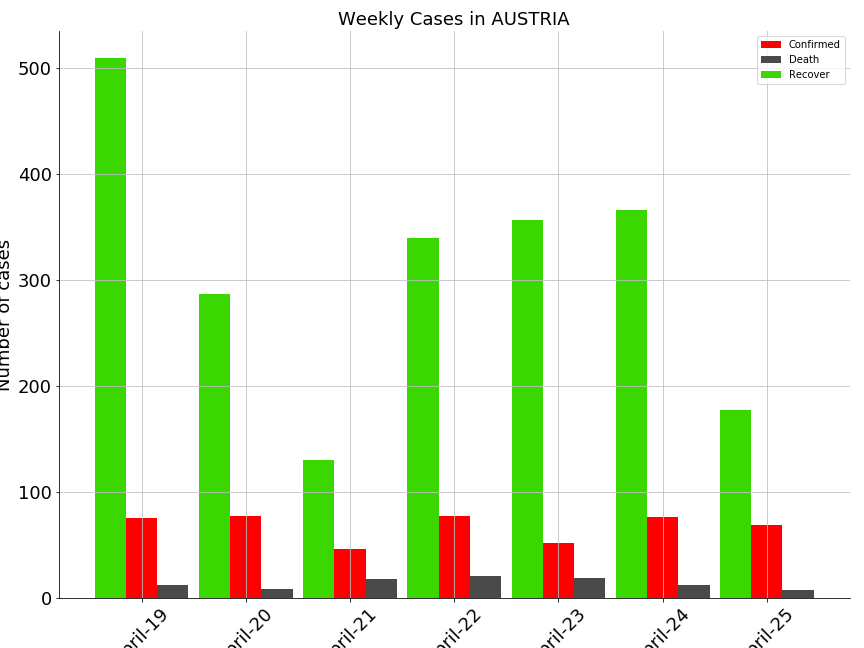 Weekly Cases in AUSTRIA
Confirmed
Death
Recover
Number of cases
500
400
300
200
100
0
pril-19
pril-20
pril-21
pril-22
pril-23
pril-24
pril-25